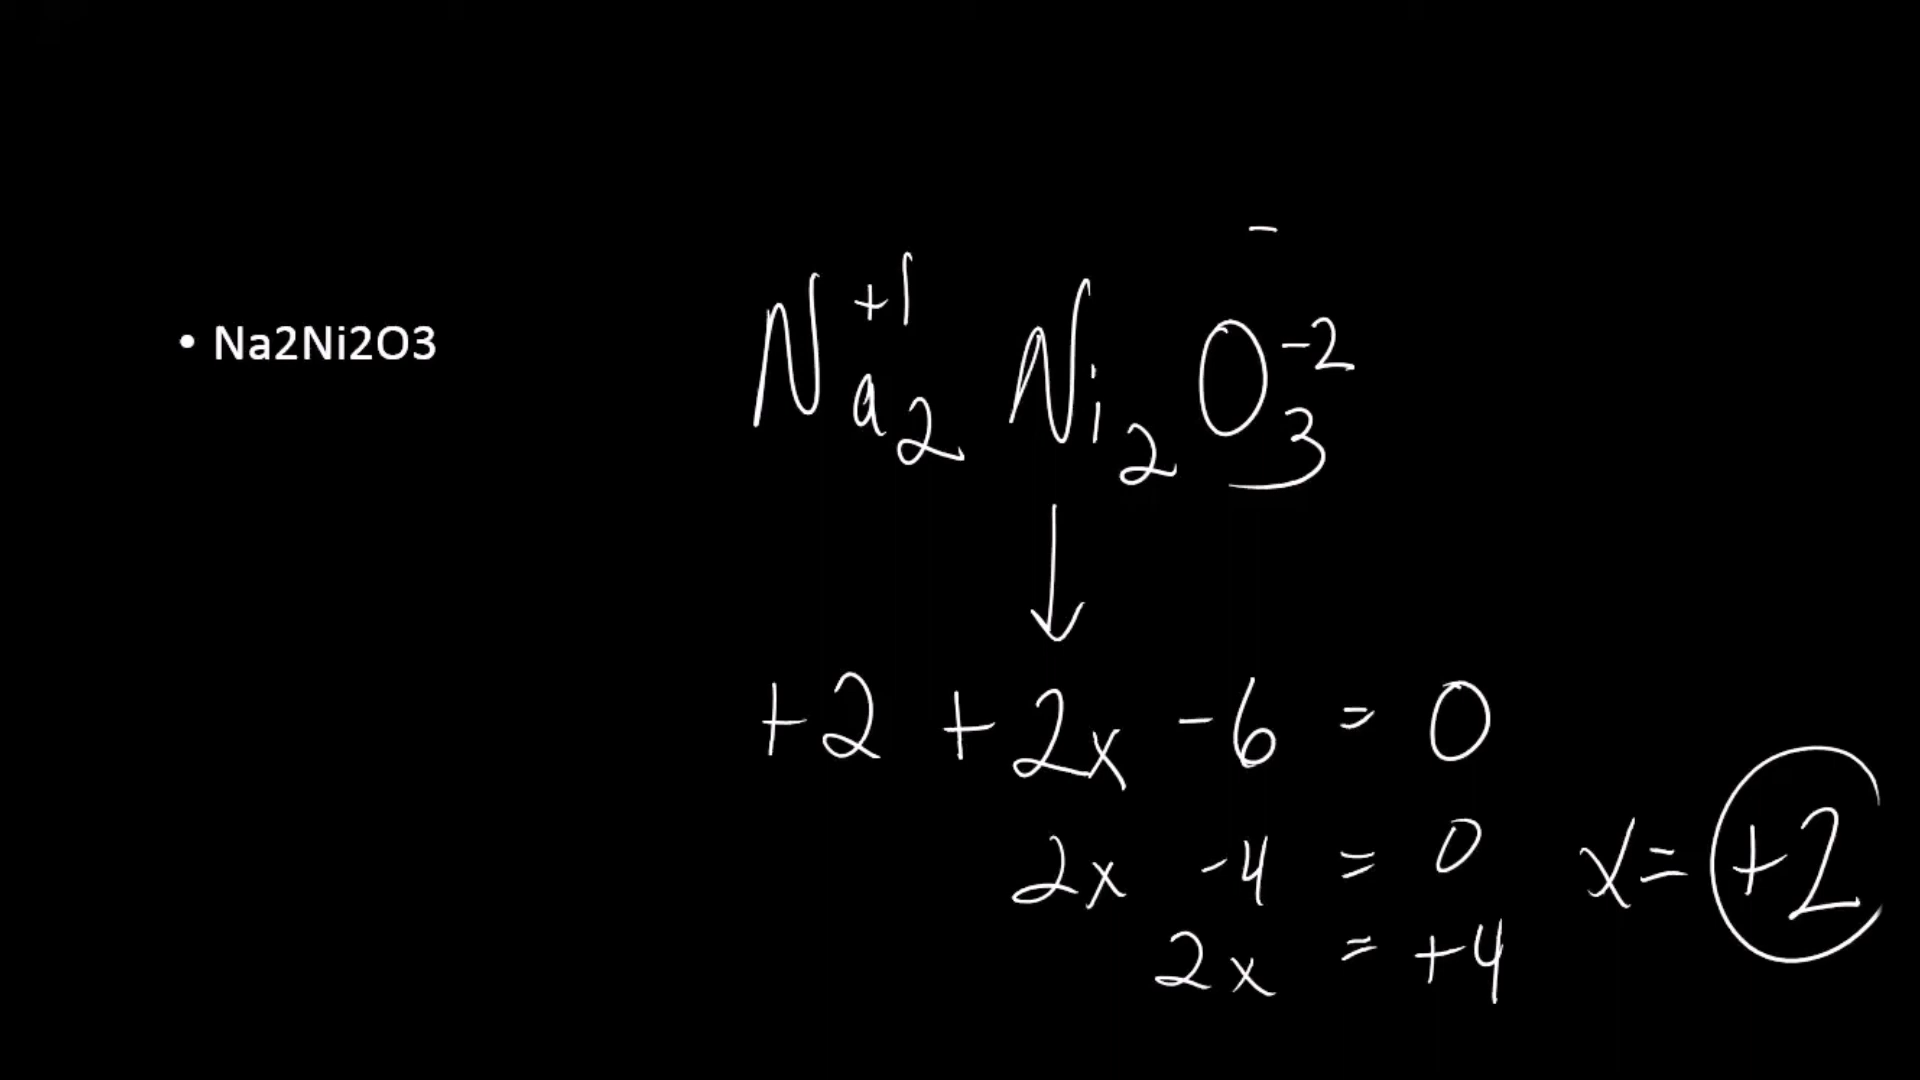 • Na2Ni2O3
Na₂⁺¹ Ni₂ O₃⁻²
+2 +2x -6 = 0
2x -4 = 0
x = +2
2x = +4